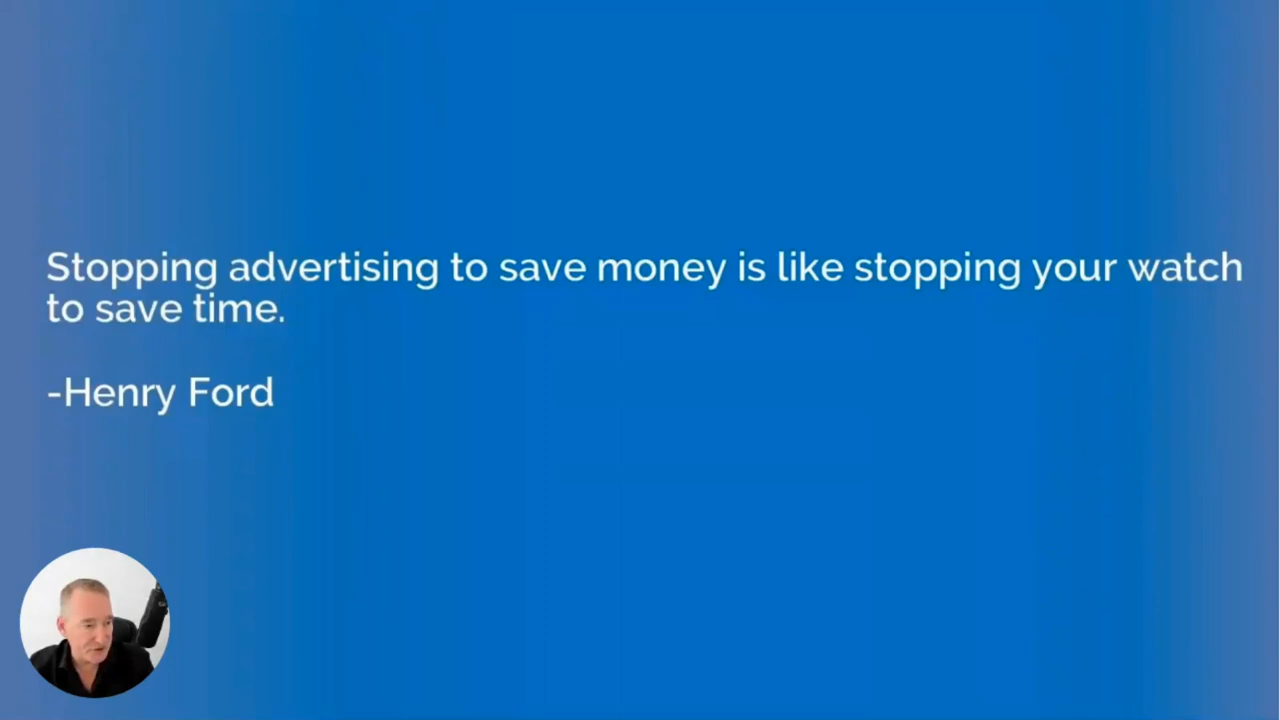 Stopping advertising to save money is like stopping your watch
to save time.
-Henry Ford